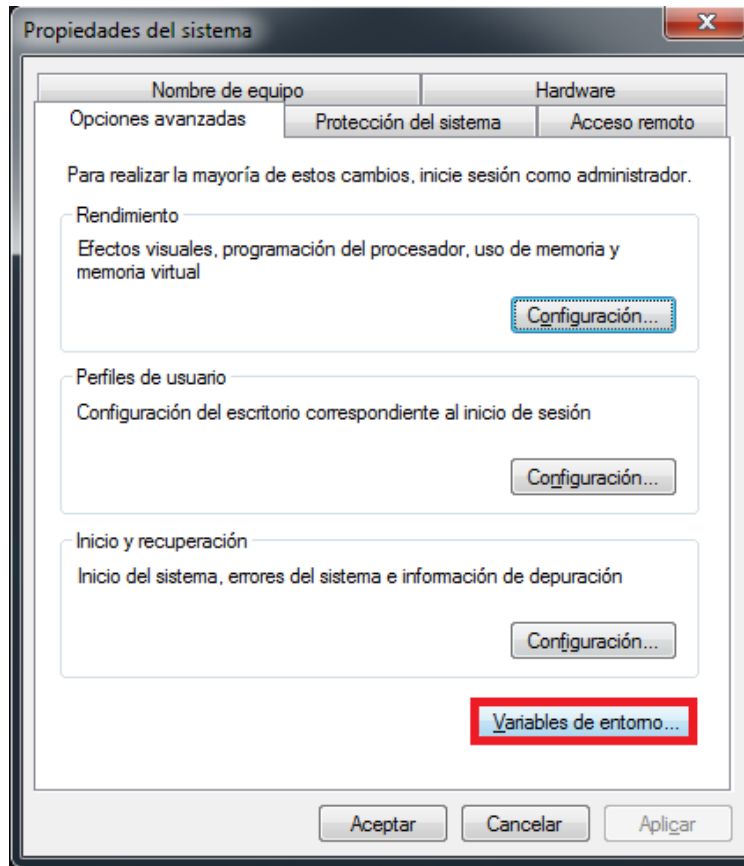 Propiedades del sistema
Nombre de equipo
Hardware
Opciones avanzadas
Protección del sistema
Acceso remoto
Para realizar la mayoría de estos cambios, inicie sesión como administrador.
Rendimiento
Efectos visuales, programación del procesador, uso de memoria y
memoria virtual
Configuración...
Perfiles de usuario
Configuración del escritorio correspondiente al inicio de sesión
Configuración...
Inicio y recuperación
Inicio del sistema, errores del sistema e información de depuración
Configuración...
Variables de entorno...
Aceptar
Cancelar
Aplicar